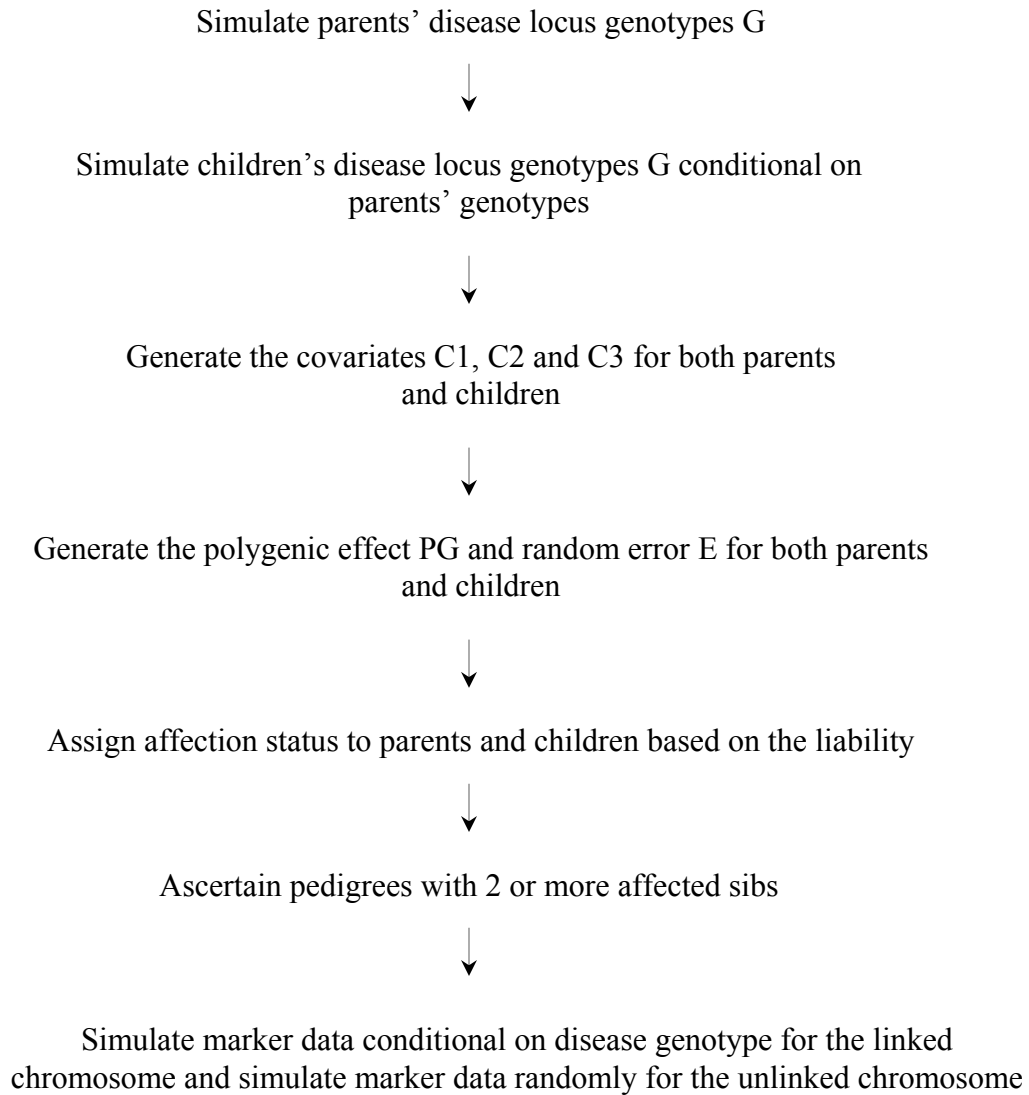 Simulate parents’ disease locus genotypes G
Simulate children’s disease locus genotypes G conditional on
parents’ genotypes
Generate the covariates C1, C2 and C3 for both parents
and children
Generate the polygenic effect PG and random error E for both parents
and children
Assign affection status to parents and children based on the liability
Ascertain pedigrees with 2 or more affected sibs
Simulate marker data conditional on disease genotype for the linked
chromosome and simulate marker data randomly for the unlinked chromosome